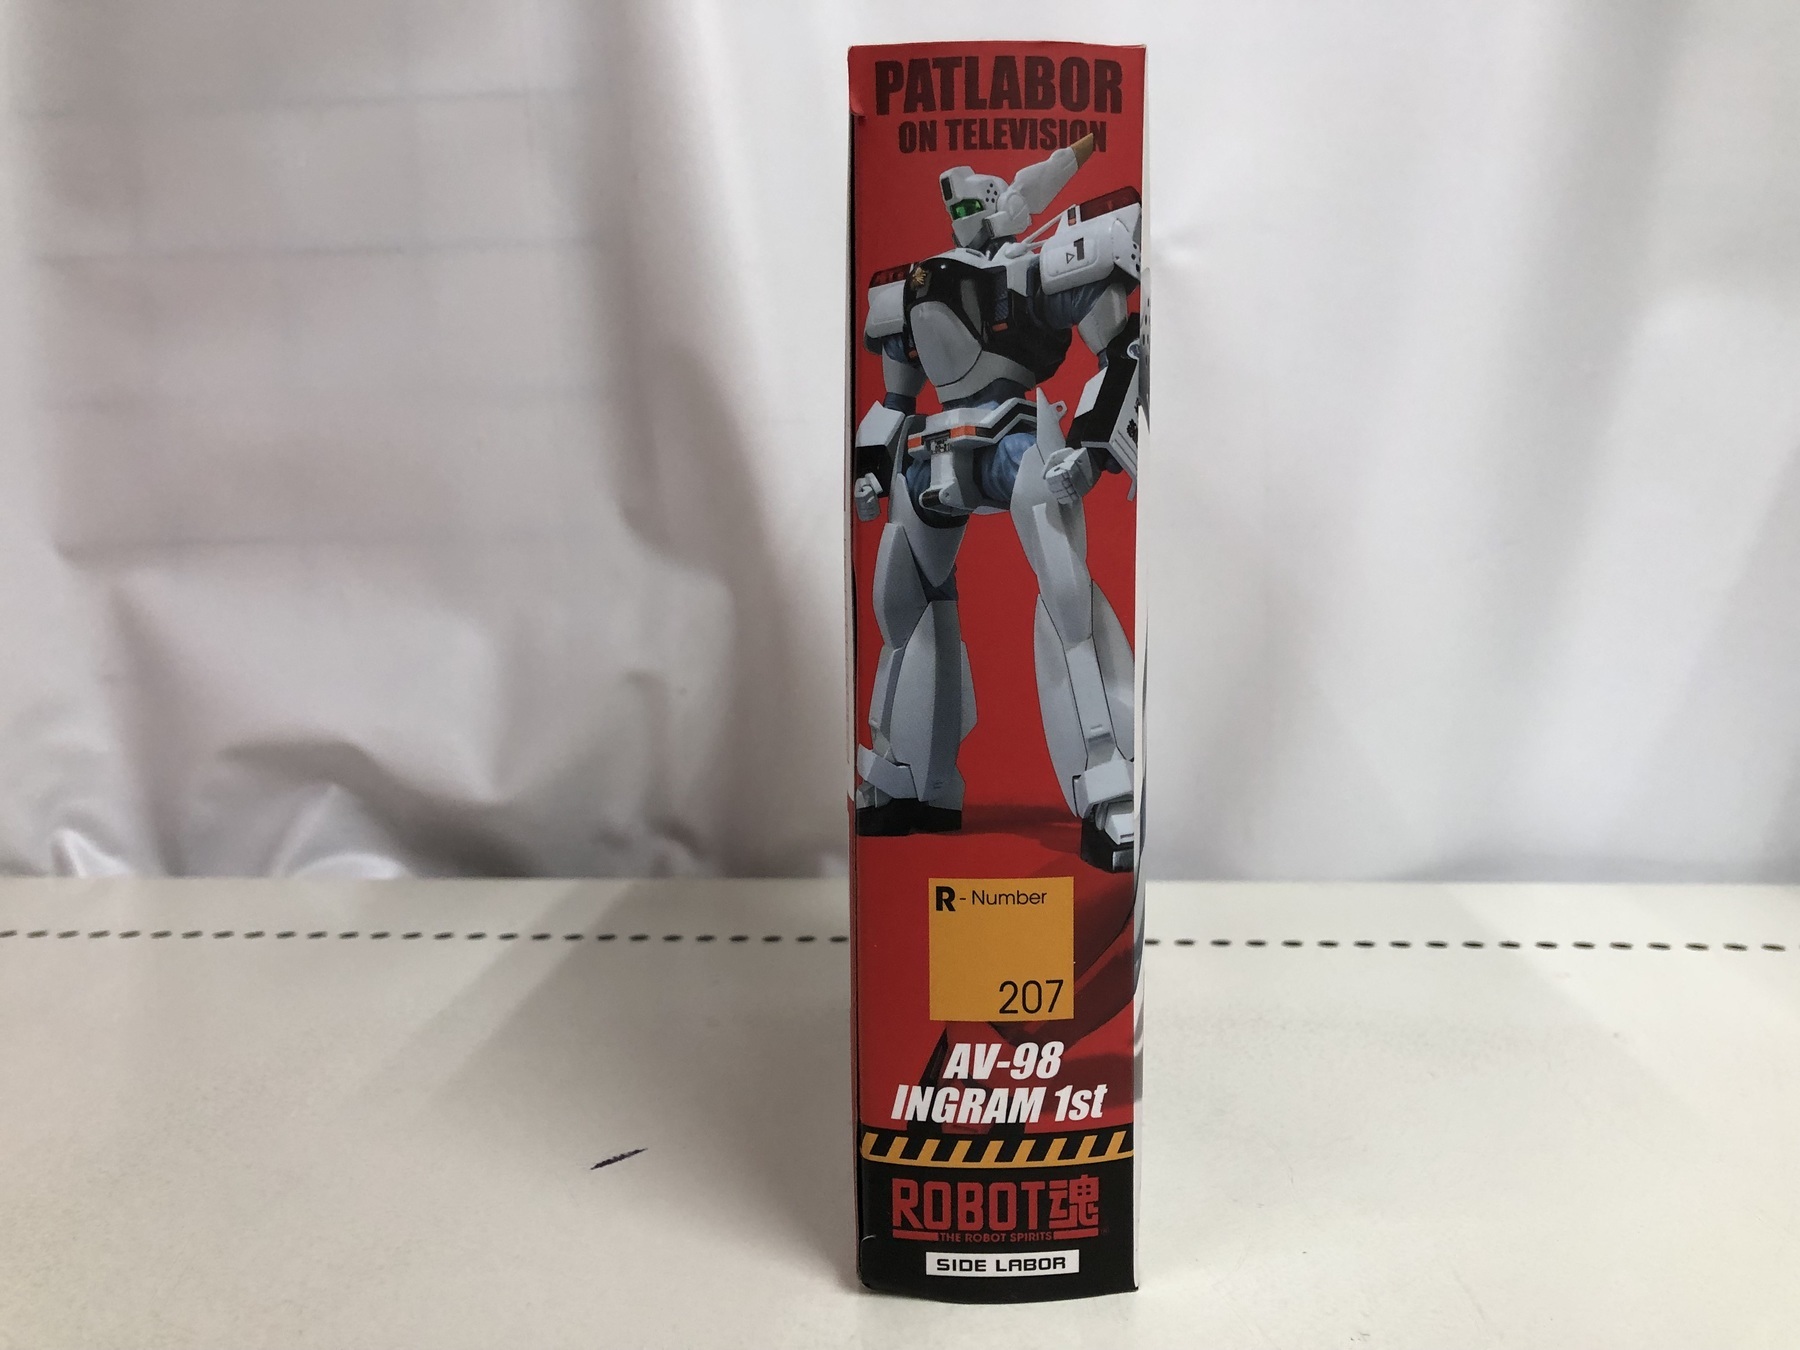 PATLABOR
ON TELEVISION
1
R - Number
207
AV-98
INGRAM 1st
ROBOT魂
THE ROBOT SPIRITS
SIDE LABOR